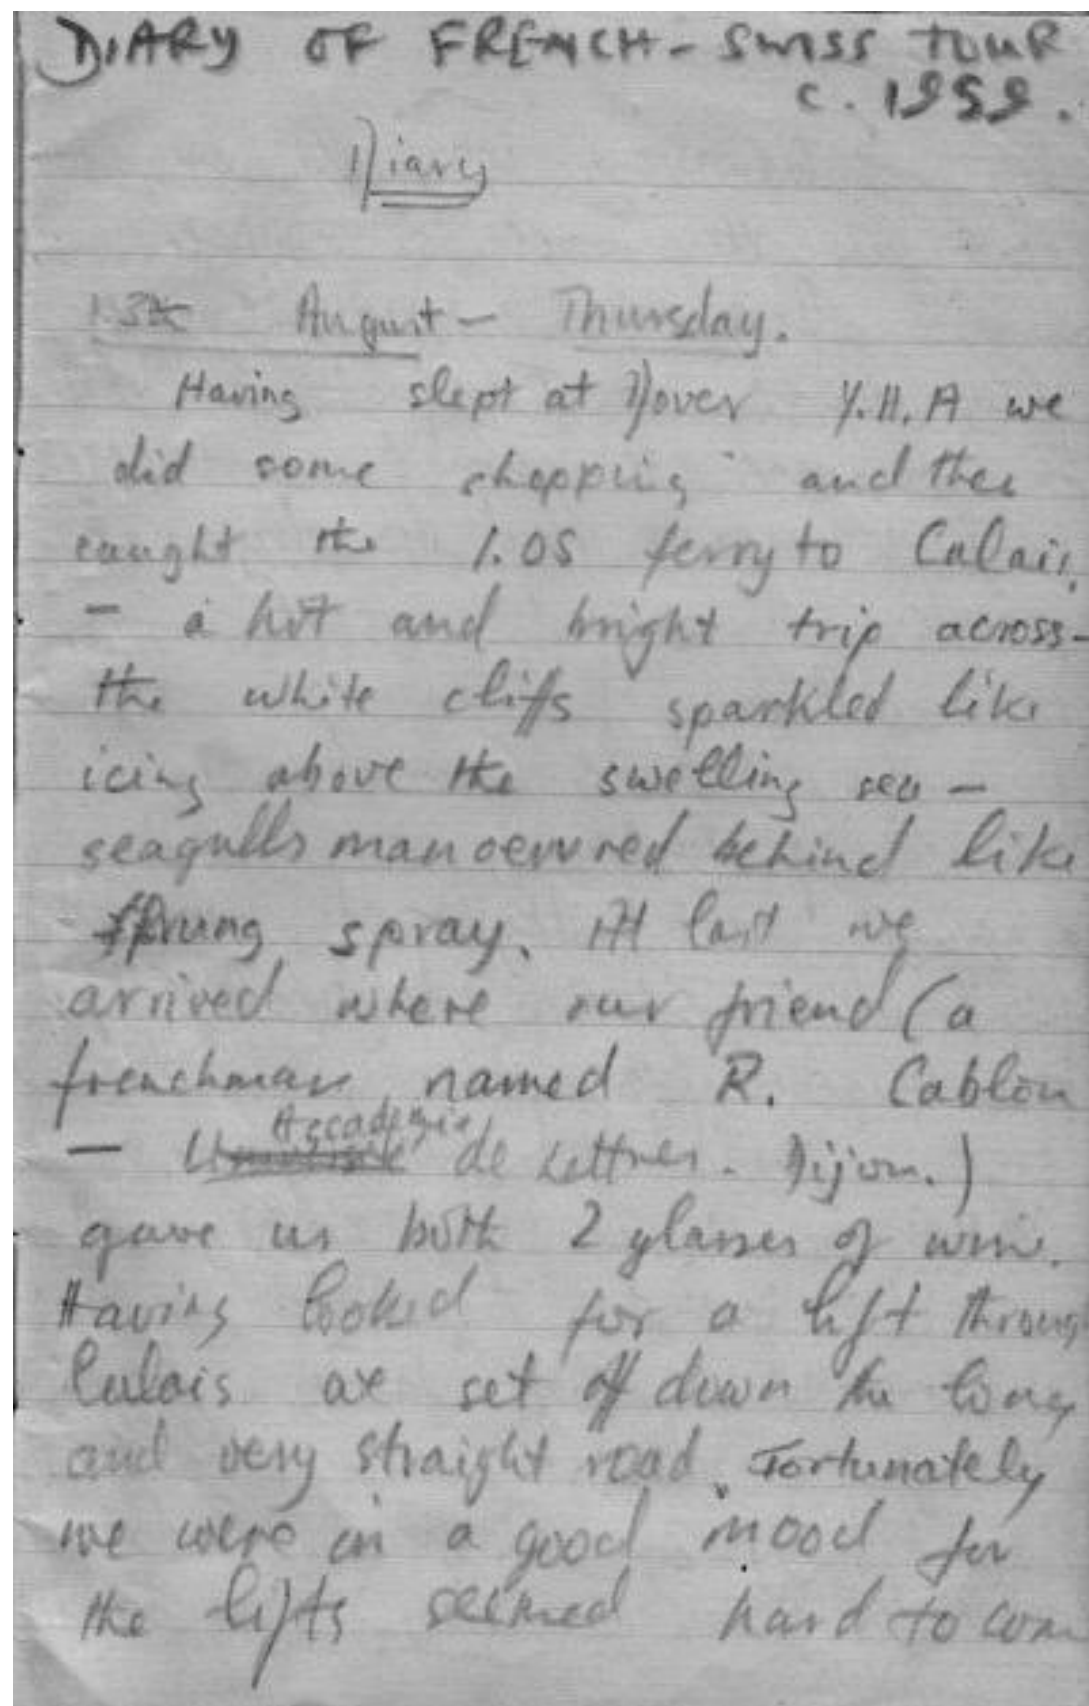 DIARY OF FRENCH - SWISS TOUR
c. 1959.
Diary
13th August - Thursday.
Having slept at Dover Y.H.A we
did some shopping and then
caught the 1.05 ferry to Calais,
- a hot and bright trip across -
the white cliffs sparkled like
icing above the swelling sea -
seagulls manoeuvred behind like
spray. At last we
arrived where our friend (a
frenchman named R. Cablon
- Accademie de Lettres. Dijon.)
gave us both 2 glasses of wine.
Having looked for a lift throug
Calais we set off down the long
and very straight road. Fortunately
we were in a good mood for
the lifts seemed hard to com